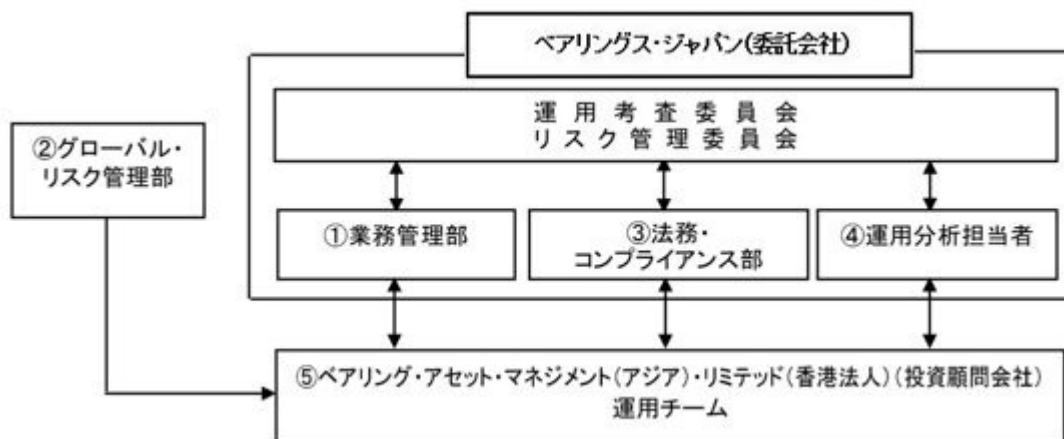 ベアリングス・ジャパン(委託会社)
運用考査委員会
リスク管理委員会
②グローバル・
リスク管理部
①業務管理部
③法務・
コンプライアンス部
④運用分析担当者
⑤ベアリング・アセット・マネジメント(アジア)・リミテッド(香港法人)(投資顧問会社)
運用チーム